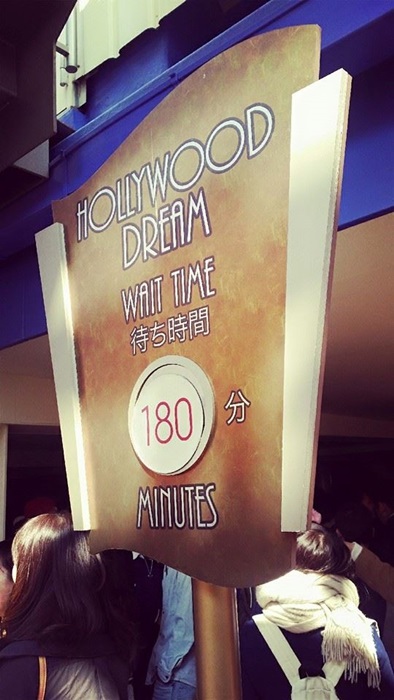 HOLLYWOOD
DREAM
WAIT TIME
待ち時間
180 分
MINUTES